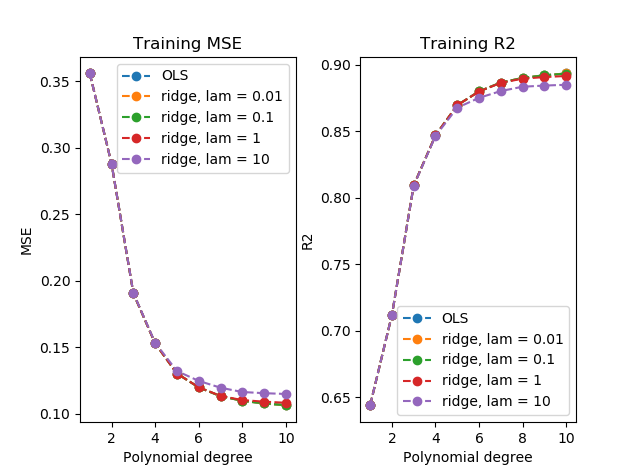 Training MSE
MSE
0.35
0.30
0.25
0.20
0.15
0.10
2 4 6 8 10
Polynomial degree
OLS
ridge, lam = 0.01
ridge, lam = 0.1
ridge, lam = 1
ridge, lam = 10
Training R2
R2
0.90
0.85
0.80
0.75
0.70
0.65
2 4 6 8 10
Polynomial degree
OLS
ridge, lam = 0.01
ridge, lam = 0.1
ridge, lam = 1
ridge, lam = 10